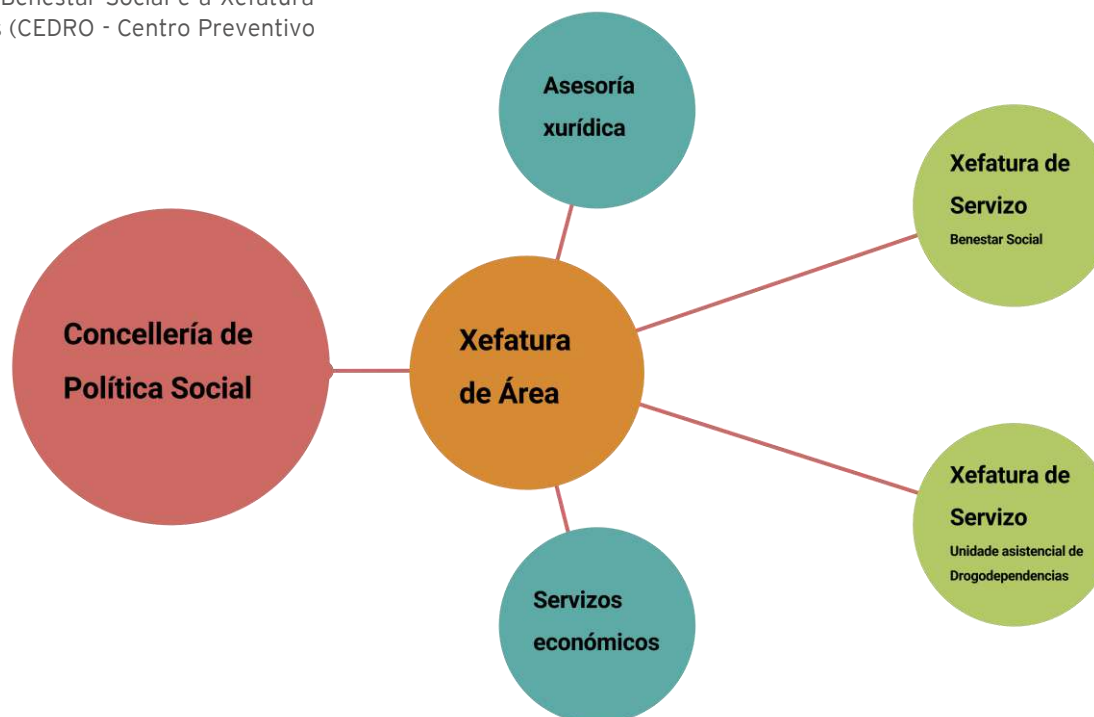 Benestar Social e a Xefatura
(CEDRO - Centro Preventivo
Asesoría
xurídica
Xefatura de
Servizo
Benestar Social
Concellería de
Política Social
Xefatura
de Área
Xefatura de
Servizo
Unidade asistencial de
Drogodependencias
Servizos
económicos